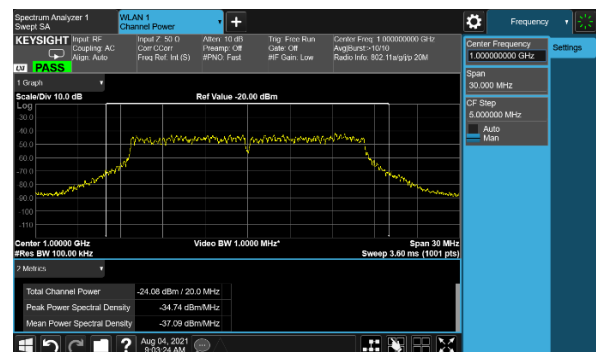 Spectrum Analyzer 1
Swept SA
WLAN 1
Channel Power
+
Frequency
KEYSIGHT
Input: RF
Coupling: AC
Align: Auto
Input Z: 50 Ω
Corr CCorr
Freq Ref: Int (S)
Atten: 10 dB
Preamp: Off
#PNO: Fast
Trig: Free Run
Gate: Off
#IF Gain: Low
Center Freq: 1.000000000 GHz
Avg|Burst:>10/10
Radio Info: 802.11a/g/j/p 20M
LXI PASS
Center Frequency
1.000000000 GHz
Settings
Span
30.000 MHz
CF Step
5.000000 MHz
Auto
Man
1 Graph
Scale/Div 10.0 dB
Ref Value -20.00 dBm
Log
-30.0
-40.0
-50.0
-60.0
-70.0
-80.0
-90.0
-100
-110
Center 1.00000 GHz
Video BW 1.0000 MHz*
Span 30 MHz
#Res BW 100.00 kHz
Sweep 3.60 ms (1001 pts)
2 Metrics
Total Channel Power -24.08 dBm / 20.0 MHz
Peak Power Spectral Density -34.74 dBm/MHz
Mean Power Spectral Density -37.09 dBm/MHz
?
Aug 04, 2021
9:03:24 AM